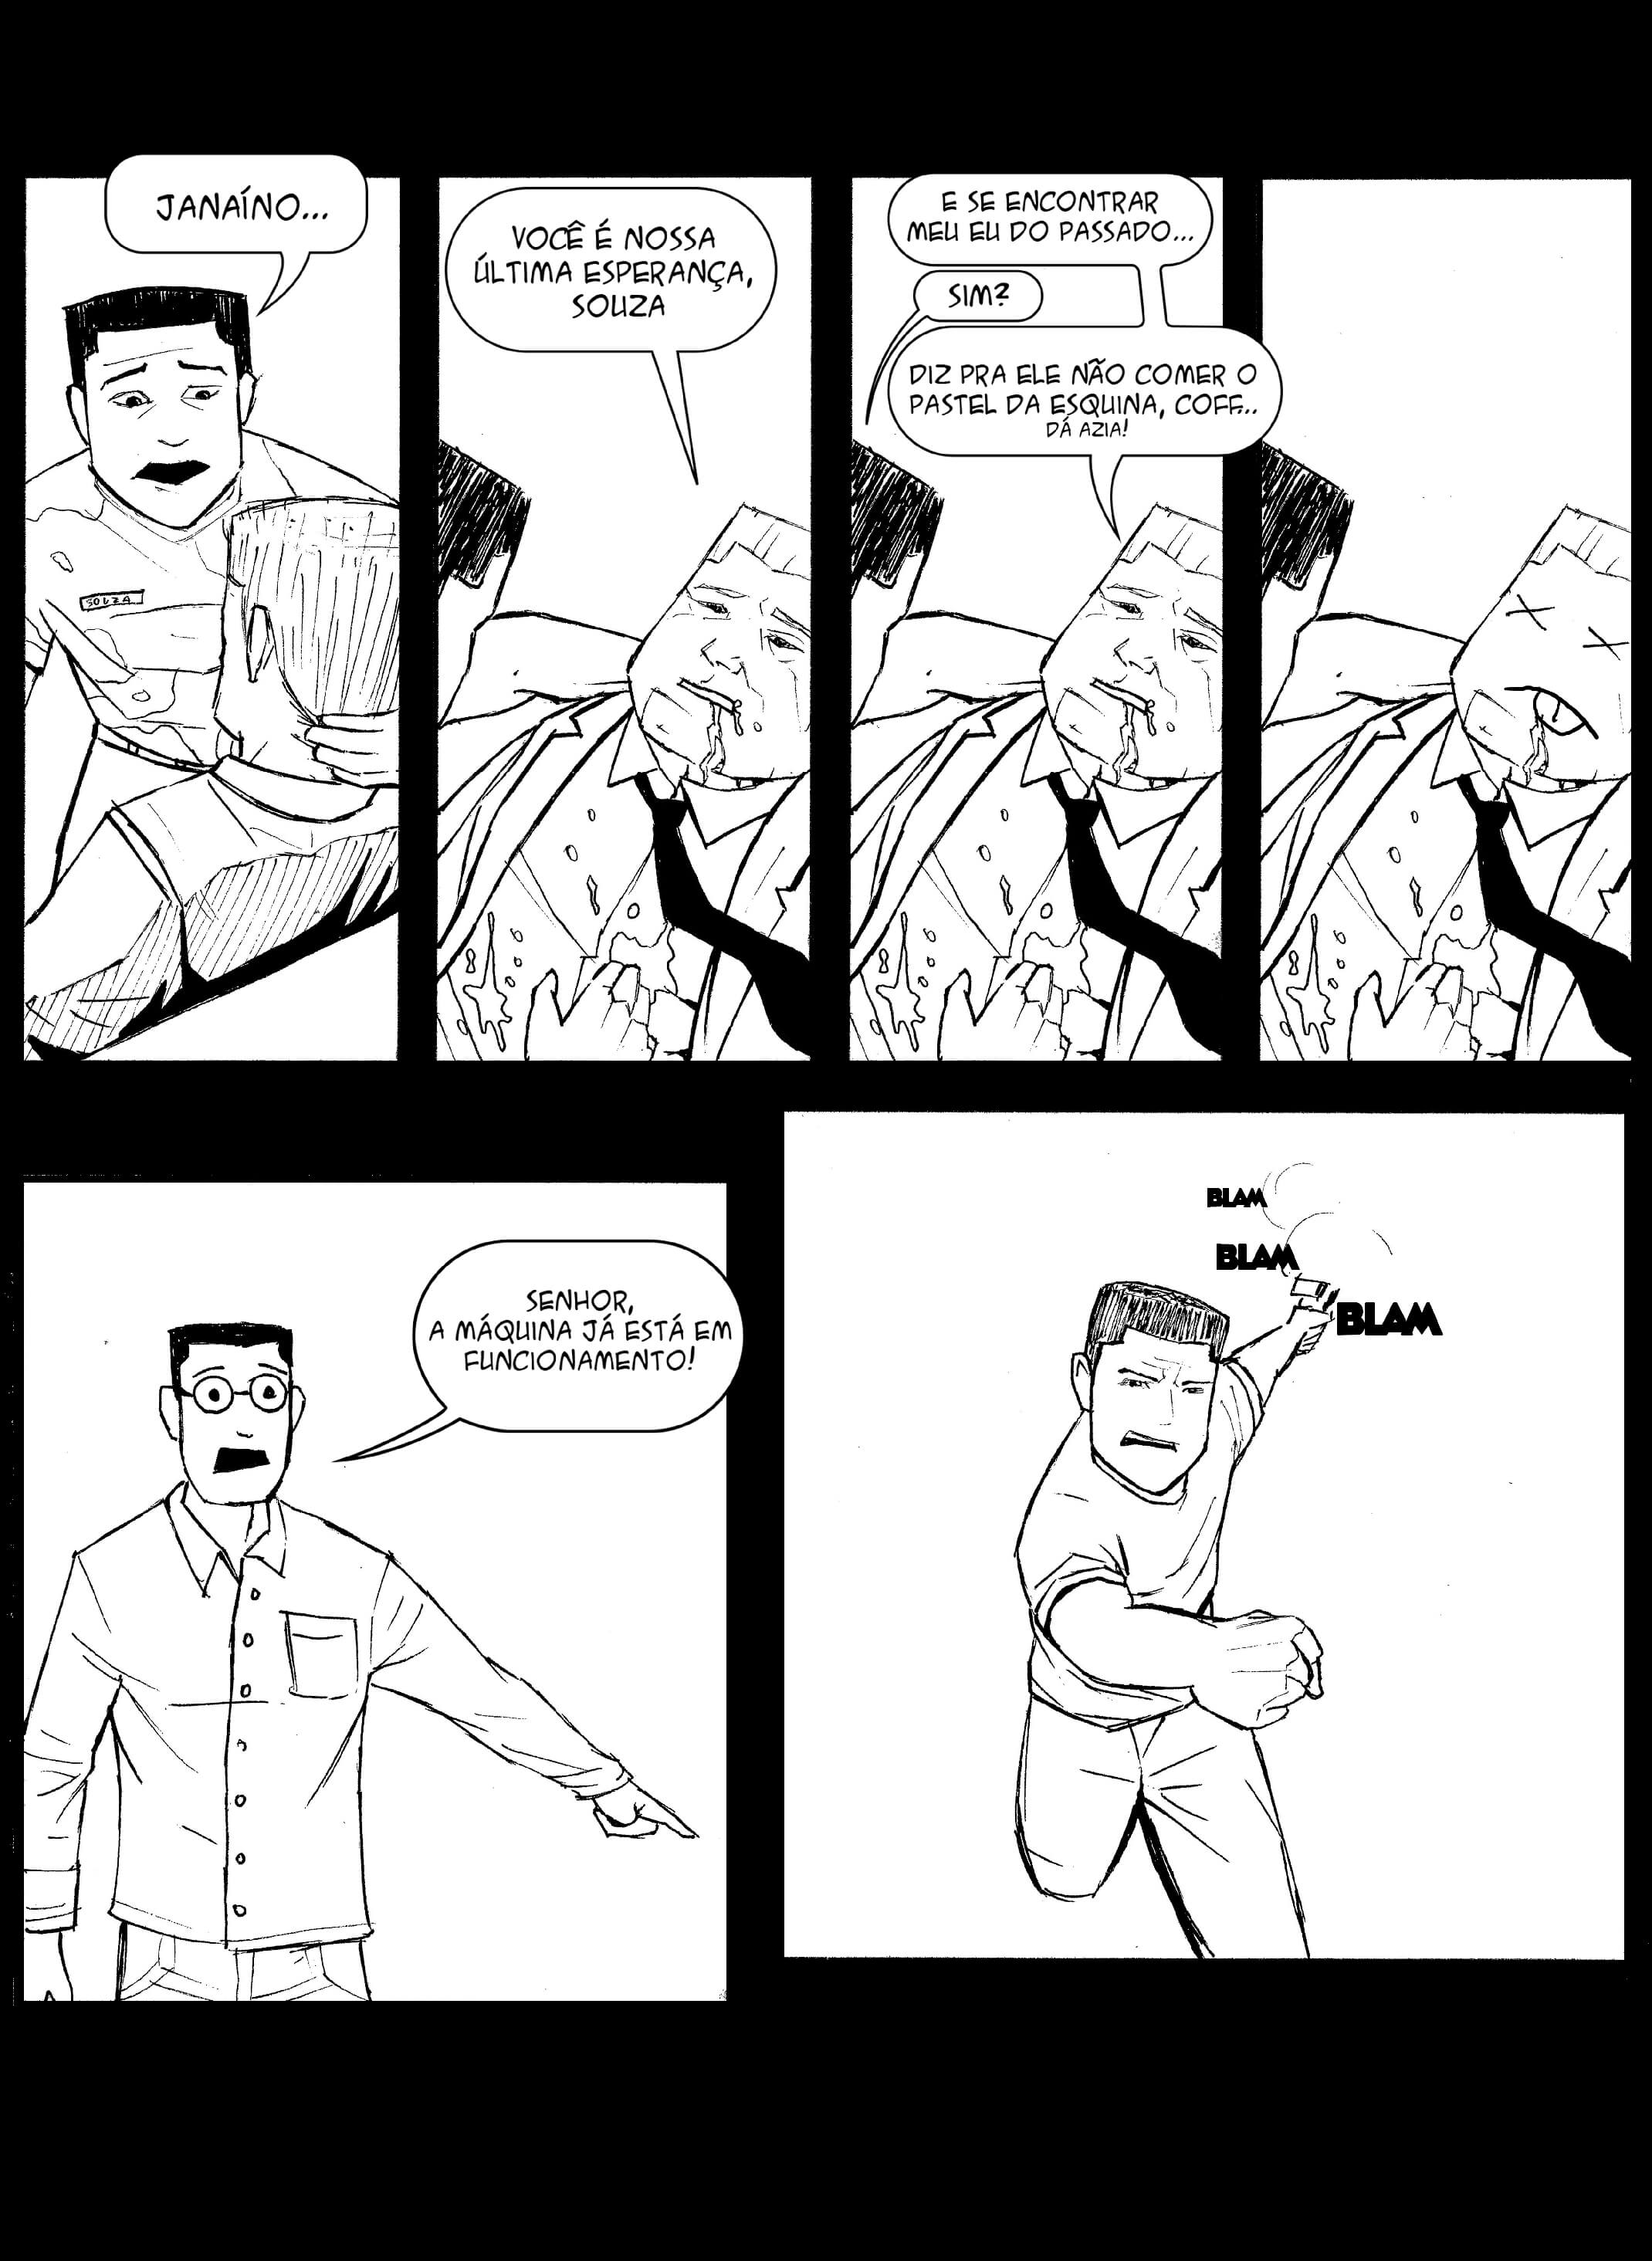 JANAÍNO...
SOUZA
VOCÊ É NOSSA
ÚLTIMA ESPERANÇA,
SOUZA
E SE ENCONTRAR
MEU EU DO PASSADO...
SIM?
DIZ PRA ELE NÃO COMER O
PASTEL DA ESQUINA, COFF...
DÁ AZIA!
SENHOR,
A MÁQUINA JÁ ESTÁ EM
FUNCIONAMENTO!
BLAM
BLAM
BLAM